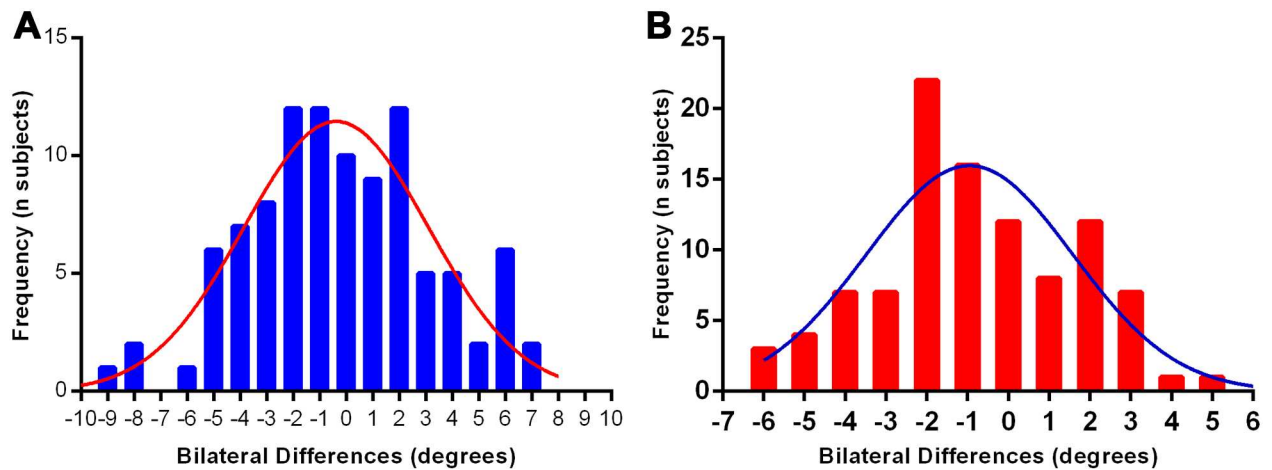 A
15
10
5
0
Frequency (n subjects)
-10 -9 -8 -7 -6 -5 -4 -3 -2 -1 0 1 2 3 4 5 6 7 8 9 10
Bilateral Differences (degrees)
B
25
20
15
10
5
0
Frequency (n subjects)
-7 -6 -5 -4 -3 -2 -1 0 1 2 3 4 5 6
Bilateral Differences (degrees)